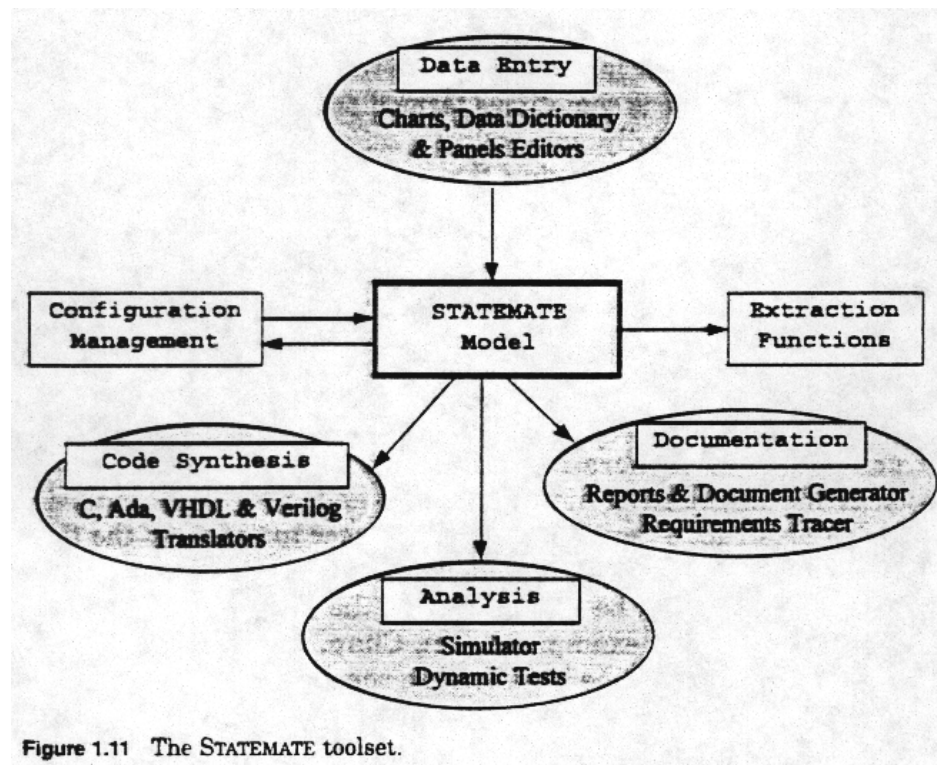 Data Entry
Charts, Data Dictionary
& Panels Editors
Configuration
Management
STATEMATE
Model
Extraction
Functions
Code Synthesis
C, Ada, VHDL & Verilog
Translators
Documentation
Reports & Document Generator
Requirements Tracer
Analysis
Simulator
Dynamic Tests
Figure 1.11 The STATEMATE toolset.